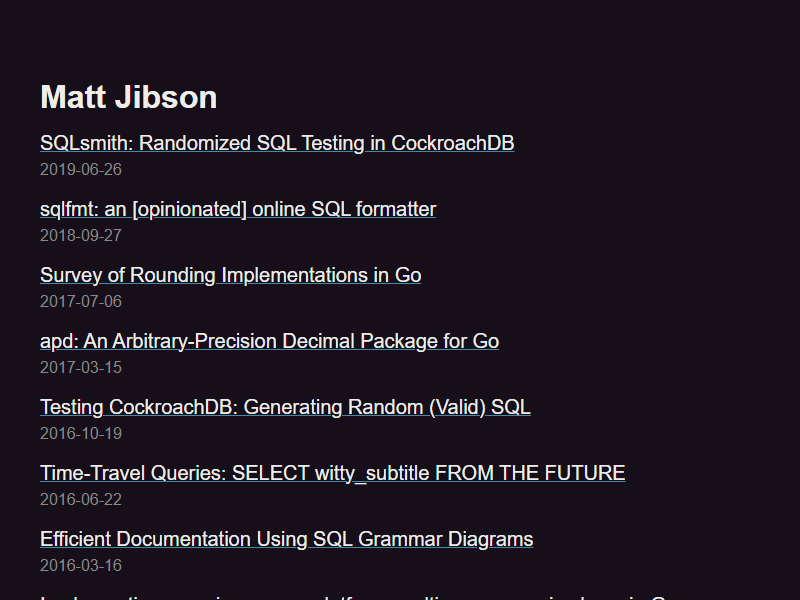 Matt Jibson
SQLsmith: Randomized SQL Testing in CockroachDB
2019-06-26
sqlfmt: an [opinionated] online SQL formatter
2018-09-27
Survey of Rounding Implementations in Go
2017-07-06
apd: An Arbitrary-Precision Decimal Package for Go
2017-03-15
Testing CockroachDB: Generating Random (Valid) SQL
2016-10-19
Time-Travel Queries: SELECT witty_subtitle FROM THE FUTURE
2016-06-22
Efficient Documentation Using SQL Grammar Diagrams
2016-03-16